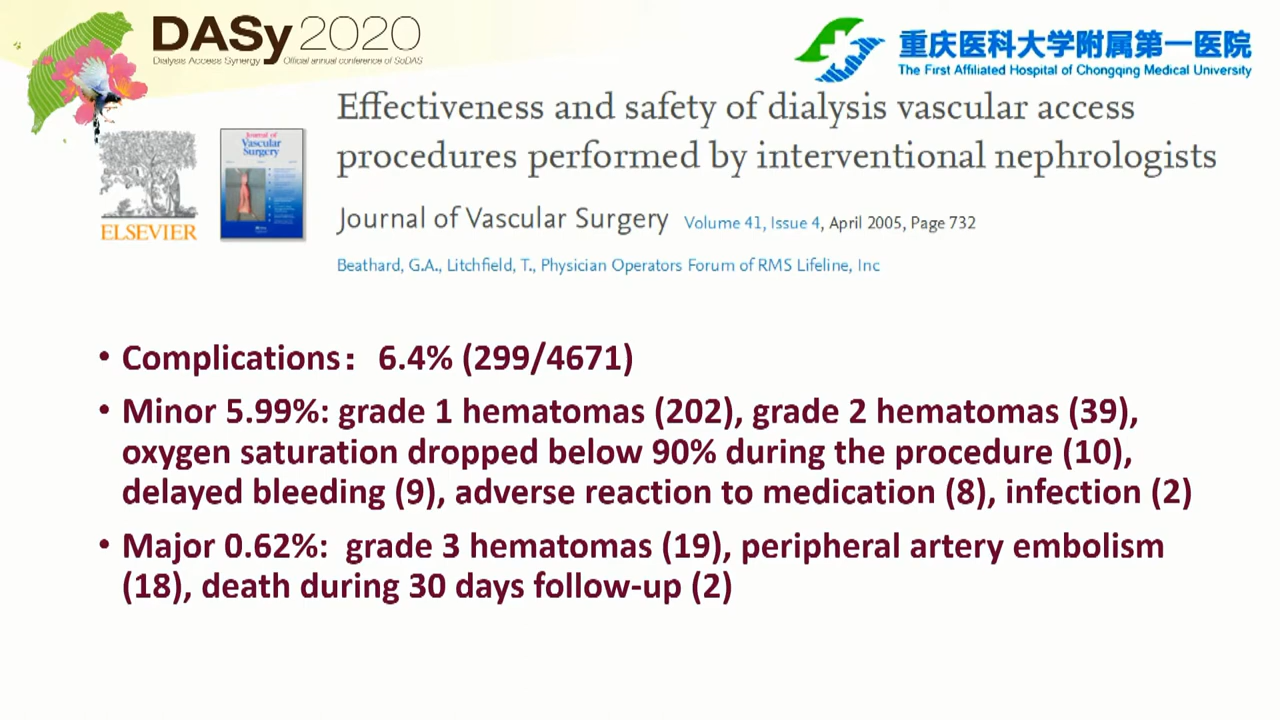 DASy2020
Dialysis Access Synergy Official annual conference of SoDAS
重庆医科大学附属第一医院
The First Affiliated Hospital of Chongqing Medical University
ELSEVIER
Journal of
Vascular
Surgery
Effectiveness and safety of dialysis vascular access
procedures performed by interventional nephrologists
Journal of Vascular Surgery Volume 41, Issue 4, April 2005, Page 732
Beathard, G.A., Litchfield, T., Physician Operators Forum of RMS Lifeline, Inc
• Complications：6.4% (299/4671)
• Minor 5.99%: grade 1 hematomas (202), grade 2 hematomas (39),
oxygen saturation dropped below 90% during the procedure (10),
delayed bleeding (9), adverse reaction to medication (8), infection (2)
• Major 0.62%: grade 3 hematomas (19), peripheral artery embolism
(18), death during 30 days follow-up (2)